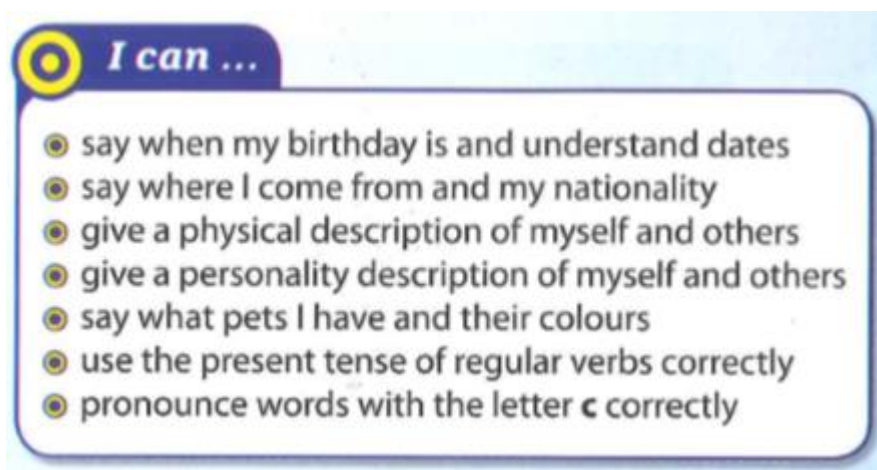 I can ...
say when my birthday is and understand dates
say where I come from and my nationality
give a physical description of myself and others
give a personality description of myself and others
say what pets I have and their colours
use the present tense of regular verbs correctly
pronounce words with the letter c correctly